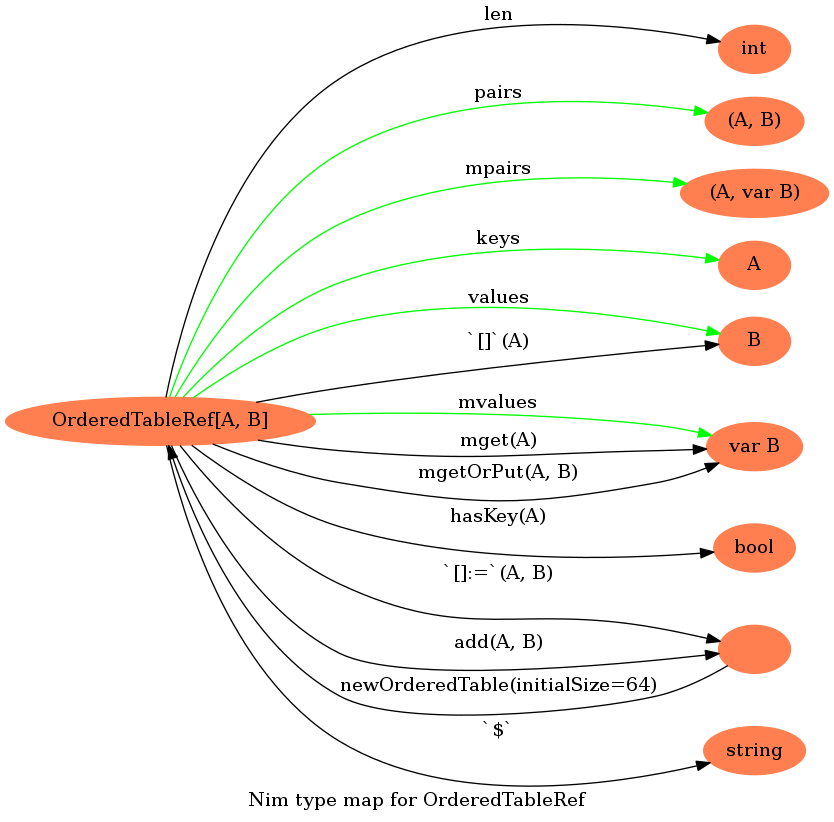 len
int
pairs
(A, B)
mpairs
(A, var B)
keys
A
values
`[]`(A)
B
OrderedTableRef[A, B]
mvalues
mget(A)
var B
mgetOrPut(A, B)
hasKey(A)
bool
`[]:=`(A, B)
add(A, B)
newOrderedTable(initialSize=64)
`$`
string
Nim type map for OrderedTableRef